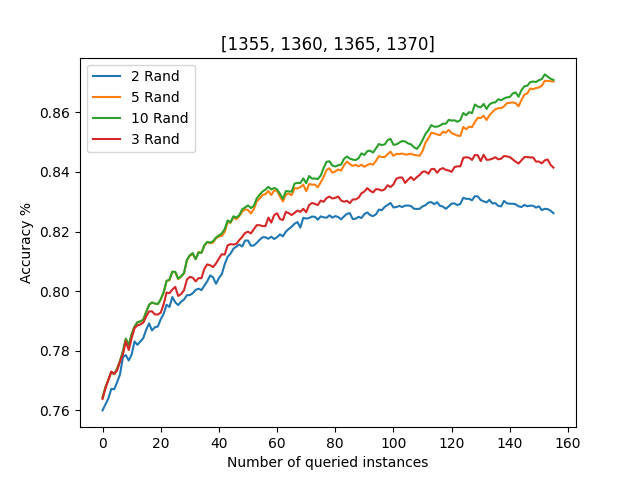 [1355, 1360, 1365, 1370]
2 Rand
5 Rand
10 Rand
3 Rand
Accuracy %
0.86
0.84
0.82
0.80
0.78
0.76
0 20 40 60 80 100 120 140 160
Number of queried instances